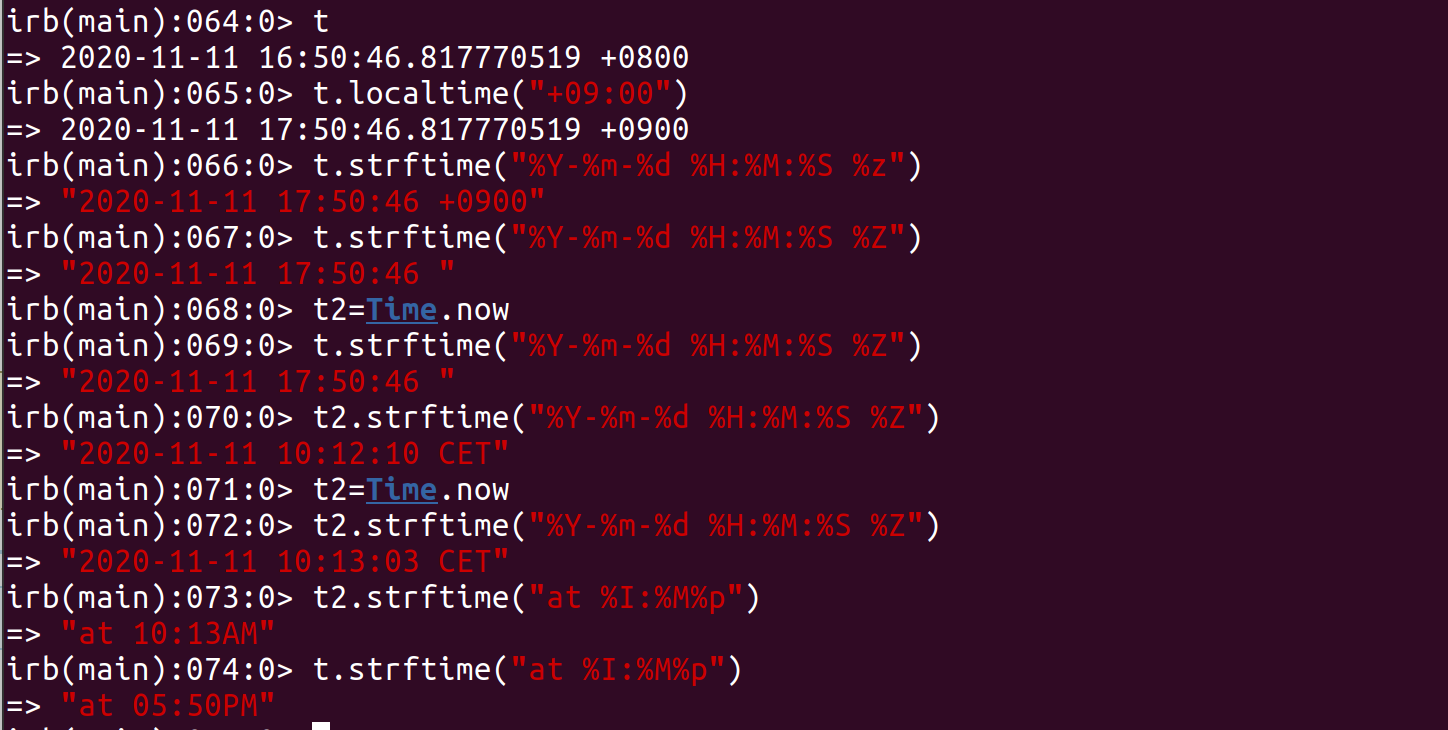 irb(main):064:0> t
=> 2020-11-11 16:50:46.817770519 +0800
irb(main):065:0> t.localtime("+09:00")
=> 2020-11-11 17:50:46.817770519 +0900
irb(main):066:0> t.strftime("%Y-%m-%d %H:%M:%S %z")
=> "2020-11-11 17:50:46 +0900"
irb(main):067:0> t.strftime("%Y-%m-%d %H:%M:%S %Z")
=> "2020-11-11 17:50:46 "
irb(main):068:0> t2=Time.now
irb(main):069:0> t.strftime("%Y-%m-%d %H:%M:%S %Z")
=> "2020-11-11 17:50:46 "
irb(main):070:0> t2.strftime("%Y-%m-%d %H:%M:%S %Z")
=> "2020-11-11 10:12:10 CET"
irb(main):071:0> t2=Time.now
irb(main):072:0> t2.strftime("%Y-%m-%d %H:%M:%S %Z")
=> "2020-11-11 10:13:03 CET"
irb(main):073:0> t2.strftime("at %I:%M%p")
=> "at 10:13AM"
irb(main):074:0> t.strftime("at %I:%M%p")
=> "at 05:50PM"